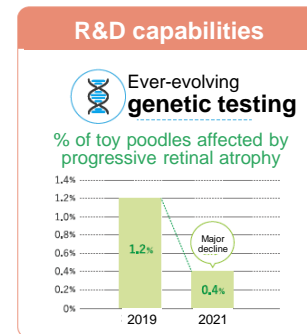 R&D capabilities
Ever-evolving
genetic testing
% of toy poodles affected by
progressive retinal atrophy
1.4%
1.2%
1.0%
0.8%
0.6%
0.4%
0.2%
0%
1.2%
Major
decline
0.4%
2019
2021